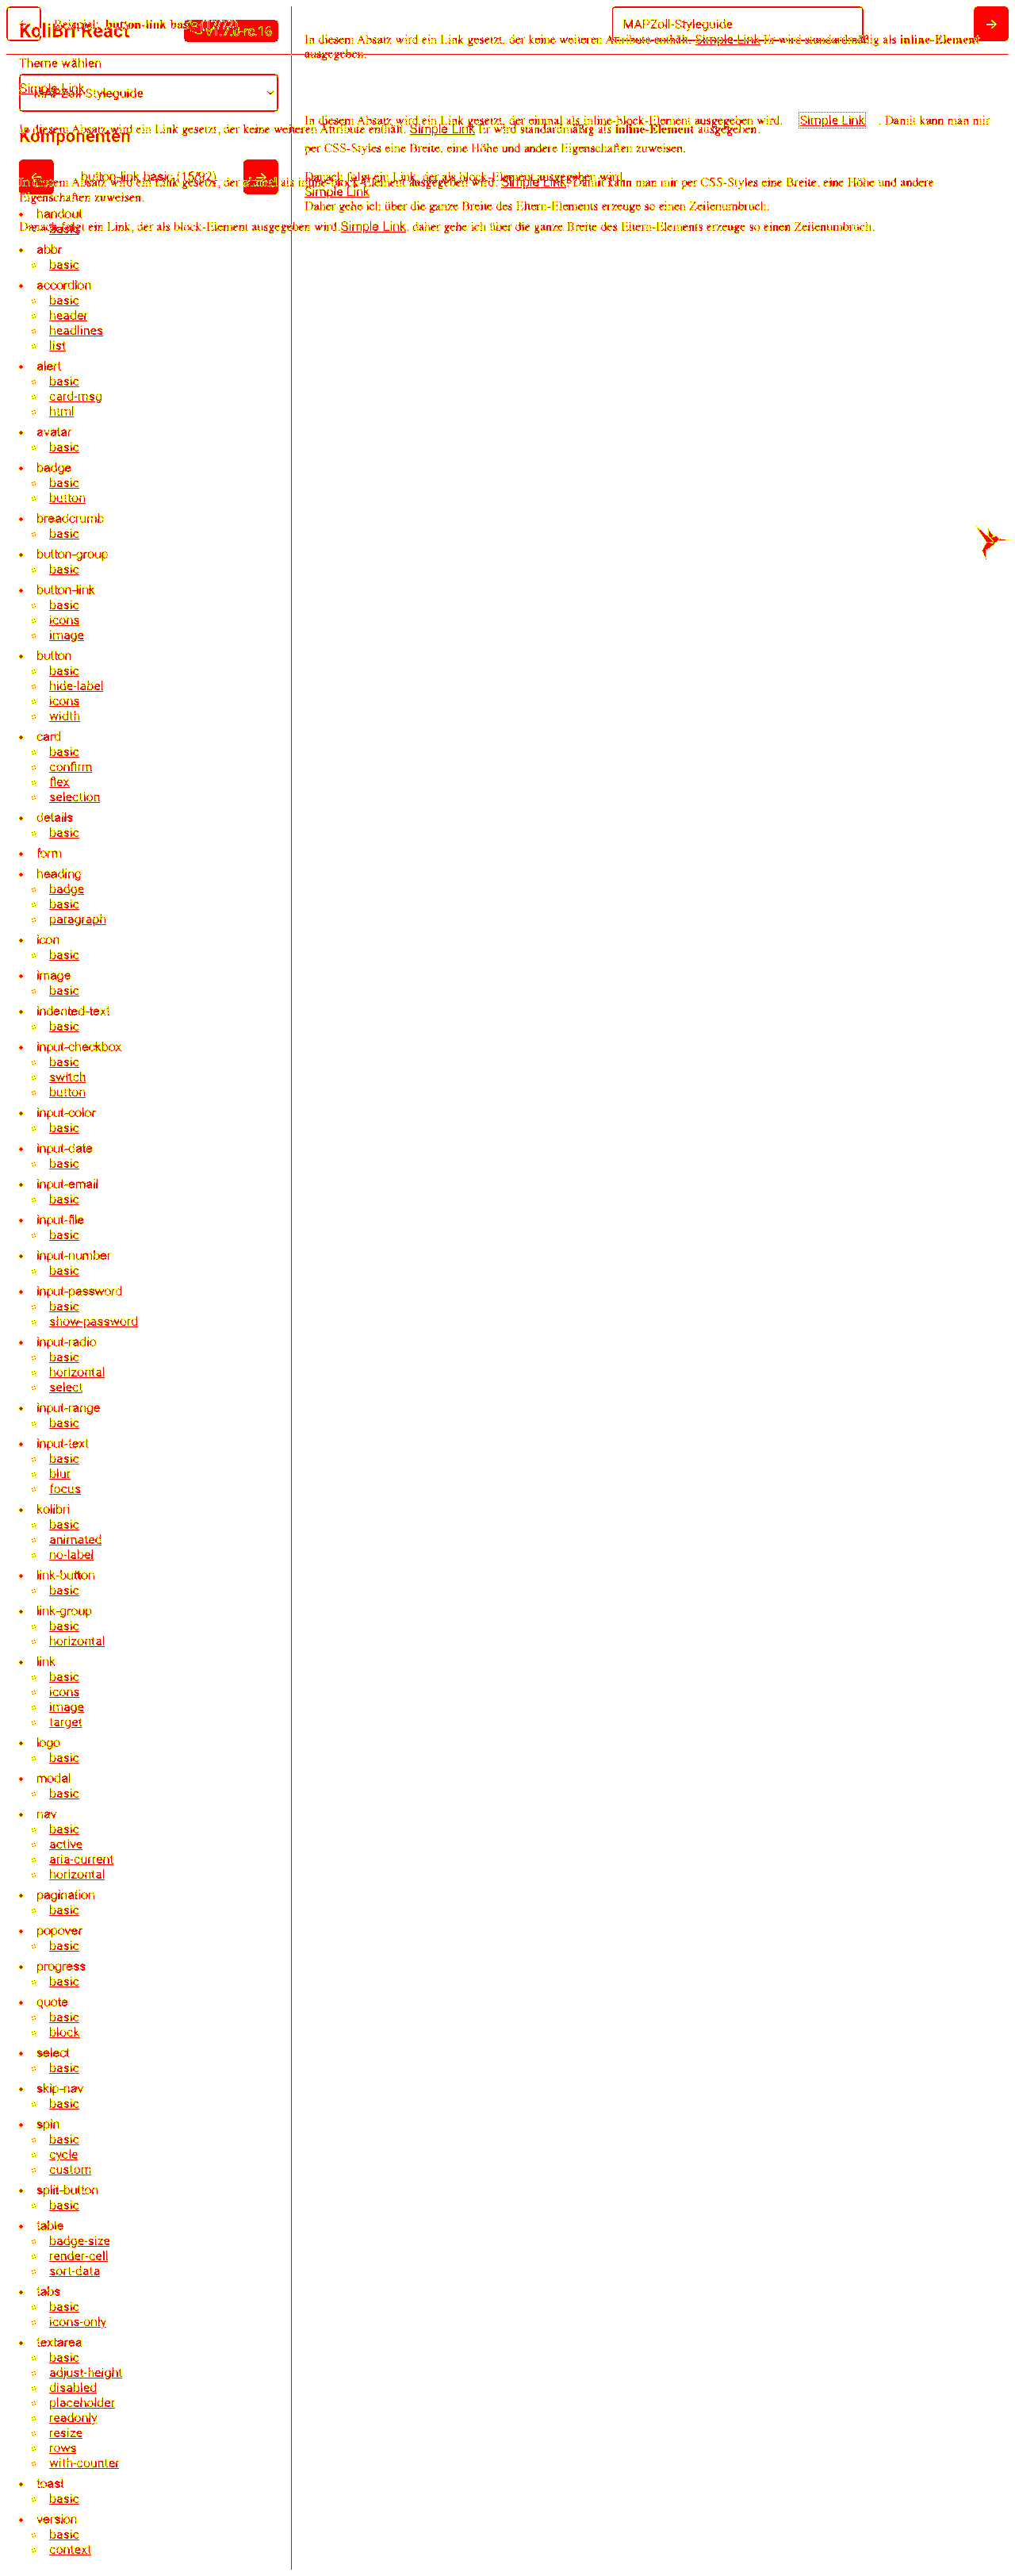 KoliBri React
v1.7.0-rc.16
Beispiel: button-link basic (15/92)
MAPZoll-Styleguide
Theme wählen
MAPZoll-Styleguide
Simple Link
Komponenten
button-link basic (15/92)
In diesem Absatz wird ein Link gesetzt, der keine weiteren Attribute enthält. Simple Link Er wird standardmäßig als inline-Element
ausgegeben.
In diesem Absatz wird ein Link gesetzt, der einmal als inline-block-Element ausgegeben wird. Simple Link . Damit kann man mir
per CSS-Styles eine Breite, eine Höhe und andere Eigenschaften zuweisen.
Danach folgt ein Link, der als block-Element ausgegeben wird.
Simple Link
Daher gehe ich über die ganze Breite des Eltern-Elements erzeuge so einen Zeilenumbruch.
In diesem Absatz wird ein Link gesetzt, der keine weiteren Attribute enthält. Simple Link Er wird standardmäßig als inline-Element ausgegeben.
In diesem Absatz wird ein Link gesetzt, der einmal als inline-block-Element ausgegeben wird. Simple Link Damit kann man mir per CSS-Styles eine Breite, eine Höhe und andere
Eigenschaften zuweisen.
Danach folgt ein Link, der als block-Element ausgegeben wird.Simple Link, daher gehe ich über die ganze Breite des Eltern-Elements erzeuge so einen Zeilenumbruch.
handout
basic
abbr
basic
accordion
basic
header
headlines
list
alert
basic
card-msg
html
avatar
basic
badge
basic
button
breadcrumb
basic
button-group
basic
button-link
basic
icons
image
button
basic
hide-label
icons
width
card
basic
confirm
flex
selection
details
basic
form
heading
badge
basic
paragraph
icon
basic
image
basic
indented-text
basic
input-checkbox
basic
switch
button
input-color
basic
input-date
basic
input-email
basic
input-file
basic
input-number
basic
input-password
basic
show-password
input-radio
basic
horizontal
select
input-range
basic
input-text
basic
blur
focus
kolibri
basic
animated
no-label
link-button
basic
link-group
basic
horizontal
link
basic
icons
image
target
logo
basic
modal
basic
nav
basic
active
aria-current
horizontal
pagination
basic
popover
basic
progress
basic
quote
basic
block
select
basic
skip-nav
basic
spin
basic
cycle
custom
split-button
basic
table
badge-size
render-cell
sort-data
tabs
basic
icons-only
textarea
basic
adjust-height
disabled
placeholder
readonly
resize
rows
with-counter
toast
basic
version
basic
context